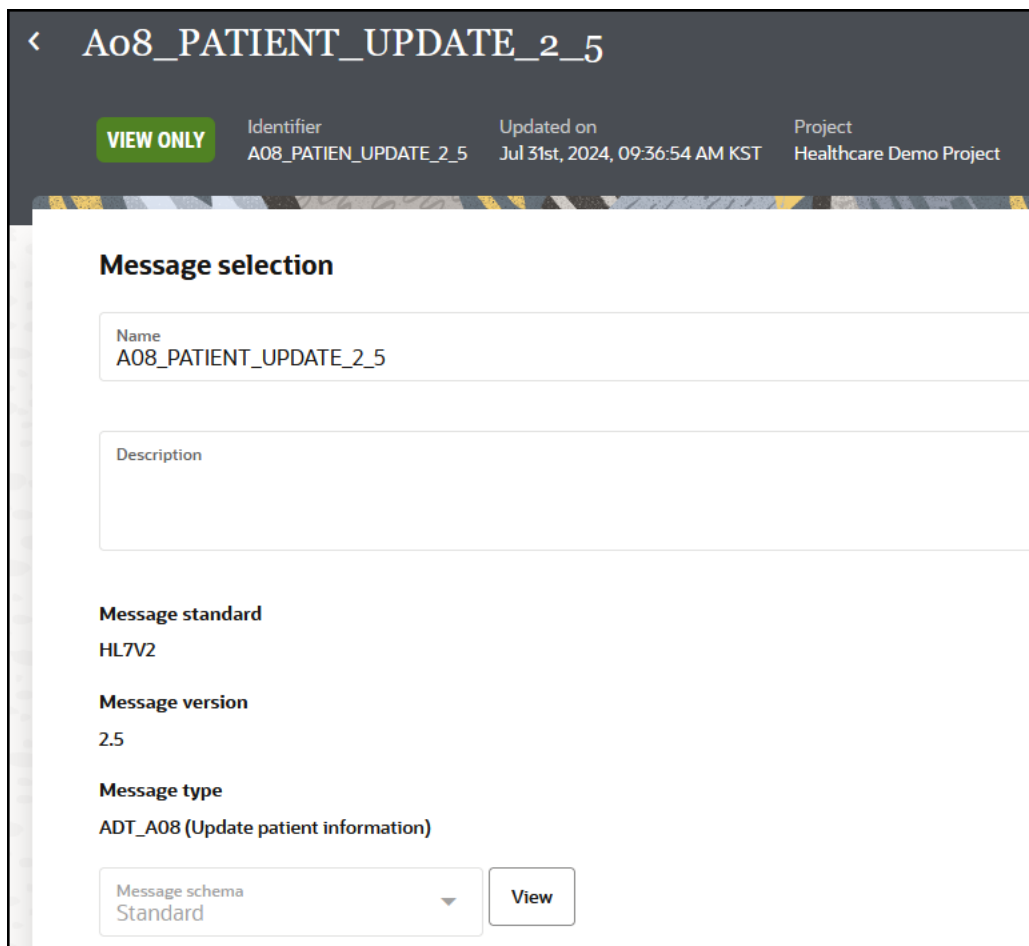 A08_PATIENT_UPDATE_2_5
VIEW ONLY
Identifier
A08_PATIEN_UPDATE_2_5
Updated on
Jul 31st, 2024, 09:36:54 AM KST
Project
Healthcare Demo Project
Message selection
Name
A08_PATIENT_UPDATE_2_5
Description
Message standard
HL7V2
Message version
2.5
Message type
ADT_A08 (Update patient information)
Message schema
Standard
View